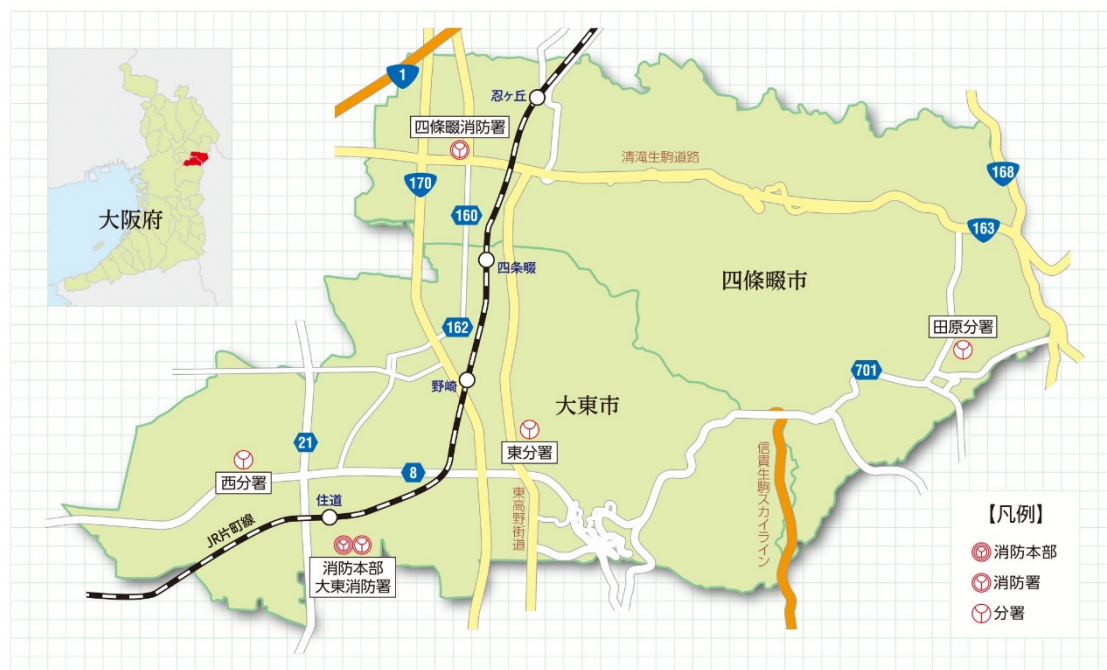 大阪府
1
忍ヶ丘
四條畷消防署
清滝生駒道路
170
168
160
163
四条畷
四條畷市
162
田原分署
野崎
701
大東市
21
東分署
西分署
8
住道
東高野街道
信貴生駒スカイライン
JR片町線
消防本部
大東消防署
【凡例】
消防本部
消防署
分署